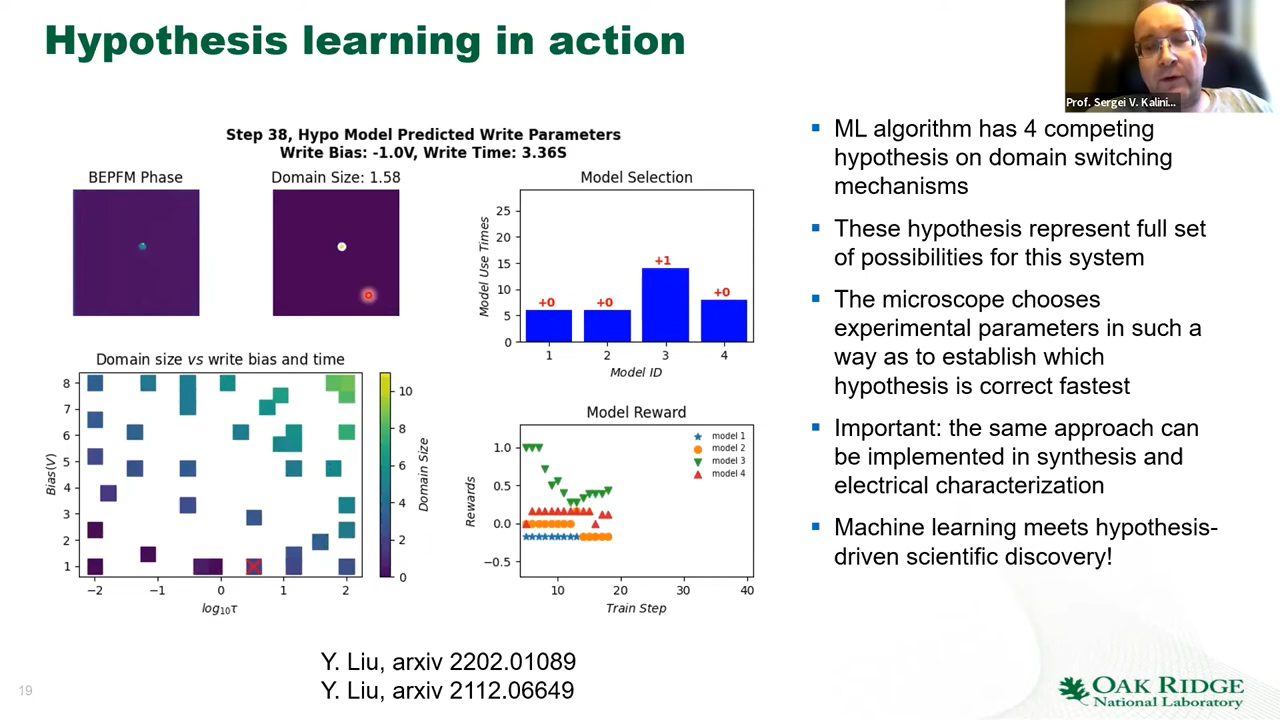 Hypothesis learning in action
Prof. Sergei V. Kalini...
Step 38, Hypo Model Predicted Write Parameters
Write Bias: -1.0V, Write Time: 3.36S
BEPFM Phase
Domain Size: 1.58
Domain size vs write bias and time
Bias(V)
8
7
6
5
4
3
2
1
−2
−1
0
1
2
log10τ
10
8
6
4
2
0
Domain Size
Model Selection
Model Use Times
25
20
15
10
5
0
+0
+0
+1
+0
1
2
3
4
Model ID
Model Reward
Rewards
1.0
0.5
0.0
−0.5
model 1
model 2
model 3
model 4
10
20
30
40
Train Step
ML algorithm has 4 competing
hypothesis on domain switching
mechanisms
These hypothesis represent full set
of possibilities for this system
The microscope chooses
experimental parameters in such a
way as to establish which
hypothesis is correct fastest
Important: the same approach can
be implemented in synthesis and
electrical characterization
Machine learning meets hypothesis-
driven scientific discovery!
Y. Liu, arxiv 2202.01089
Y. Liu, arxiv 2112.06649
19
OAK RIDGE
National Laboratory